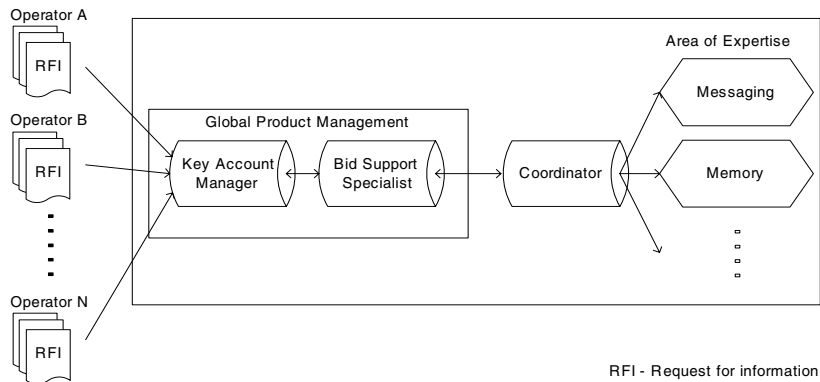 Operator A
RFI
Operator B
RFI
Operator N
RFI
Global Product Management
Key Account
Manager
Bid Support
Specialist
Coordinator
Area of Expertise
Messaging
Memory
RFI - Request for information